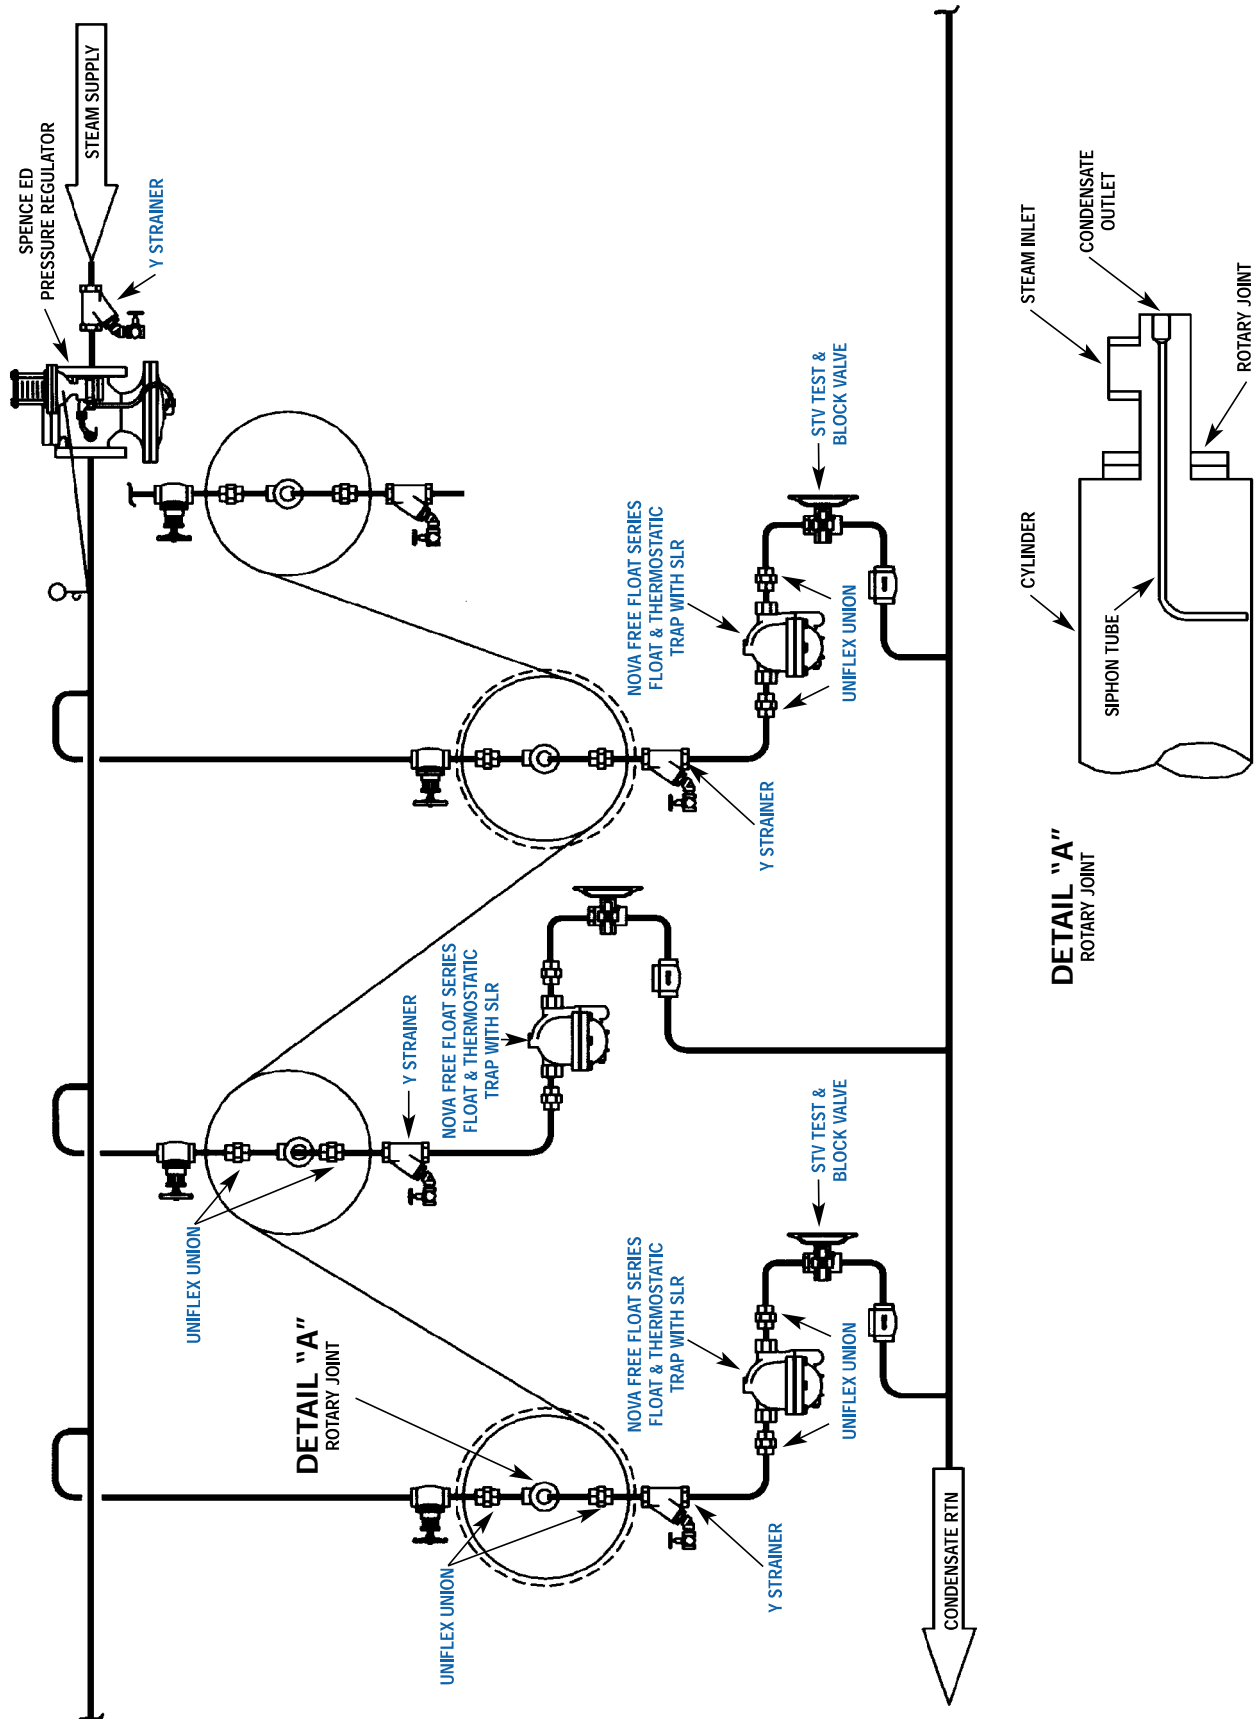 STEAM SUPPLY
SPENCE ED
PRESSURE REGULATOR
Y STRAINER
STV TEST &
BLOCK VALVE
NOVA FREE FLOAT SERIES
FLOAT & THERMOSTATIC
TRAP WITH SLR
UNIFLEX UNION
Y STRAINER
NOVA FREE FLOAT SERIES
FLOAT & THERMOSTATIC
TRAP WITH SLR
Y STRAINER
UNIFLEX UNION
STV TEST &
BLOCK VALVE
NOVA FREE FLOAT SERIES
FLOAT & THERMOSTATIC
TRAP WITH SLR
UNIFLEX UNION
DETAIL "A"
ROTARY JOINT
UNIFLEX UNION
Y STRAINER
CONDENSATE RTN
STEAM INLET
CONDENSATE
OUTLET
ROTARY JOINT
CYLINDER
SIPHON TUBE
DETAIL "A"
ROTARY JOINT